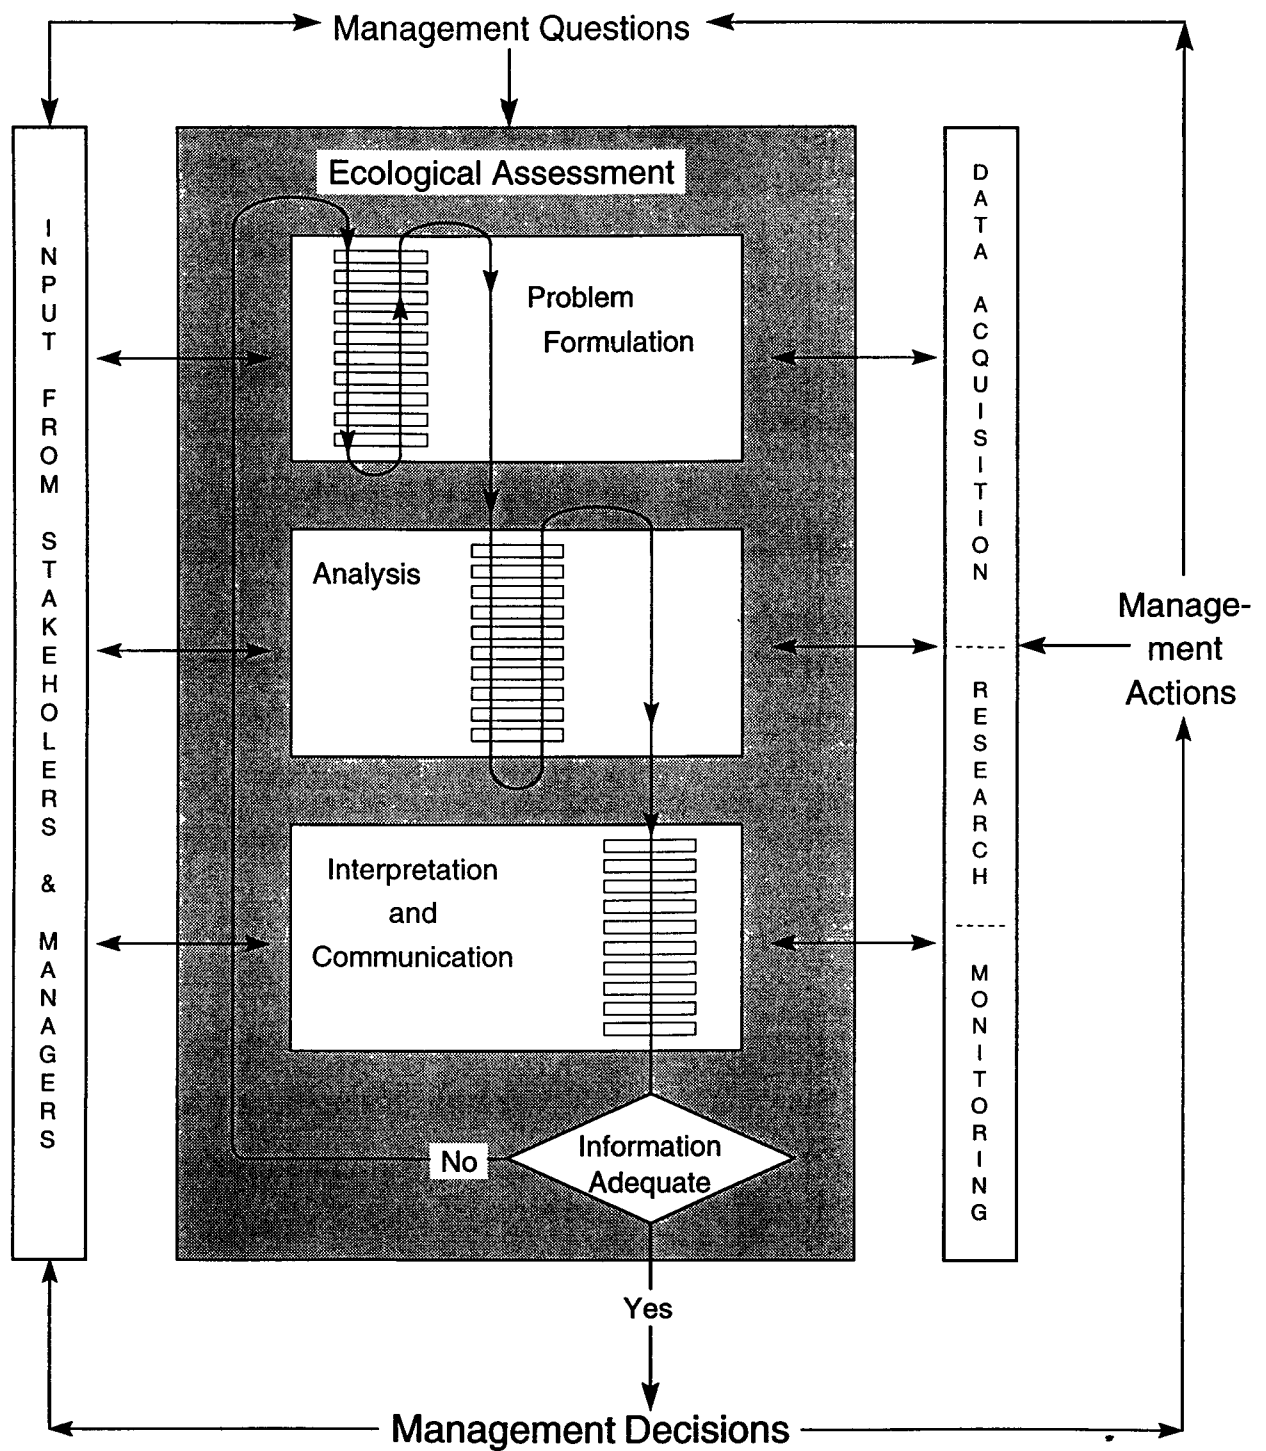 Management Questions
Ecological Assessment
INPUT FROM STAKEHOLERS & MANAGERS
Problem
Formulation
Analysis
Interpretation
and
Communication
No
Information
Adequate
Yes
DATA ACQUISITION
RESEARCH
MONITORING
Manage-
ment
Actions
Management Decisions